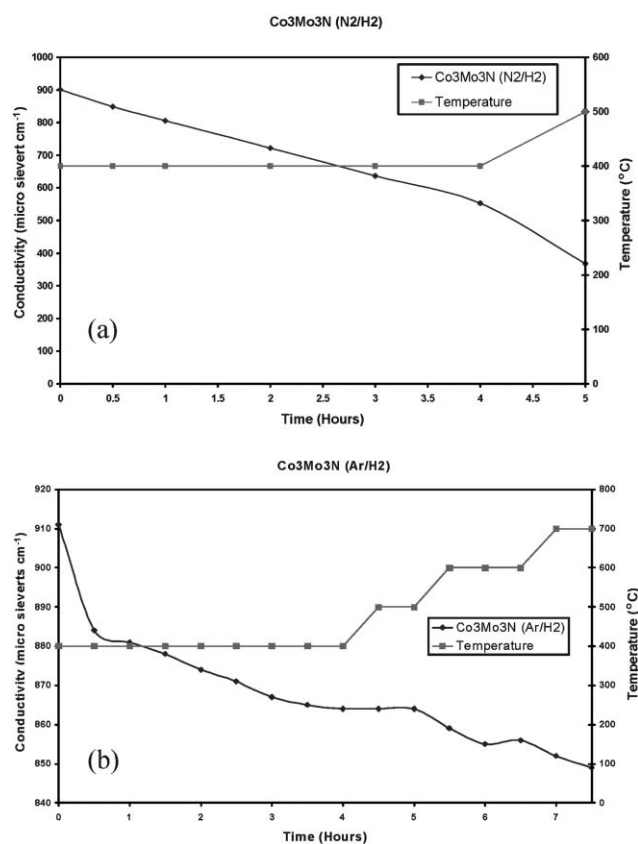 Co3Mo3N (N2/H2)
Conductivity (micro sievert cm-1)
1000
900
800
700
600
500
400
300
200
100
0
Co3Mo3N (N2/H2)
Temperature
600
500
400
300
200
100
0
Temperature (°C)
(a)
0 0.5 1 1.5 2 2.5 3 3.5 4 4.5 5
Time (Hours)
Co3Mo3N (Ar/H2)
Conductivity (micro sieverts cm-1)
920
910
900
890
880
870
860
850
840
Co3Mo3N (Ar/H2)
Temperature
800
700
600
500
400
300
200
100
0
Temperature (°C)
(b)
0 1 2 3 4 5 6 7
Time (Hours)